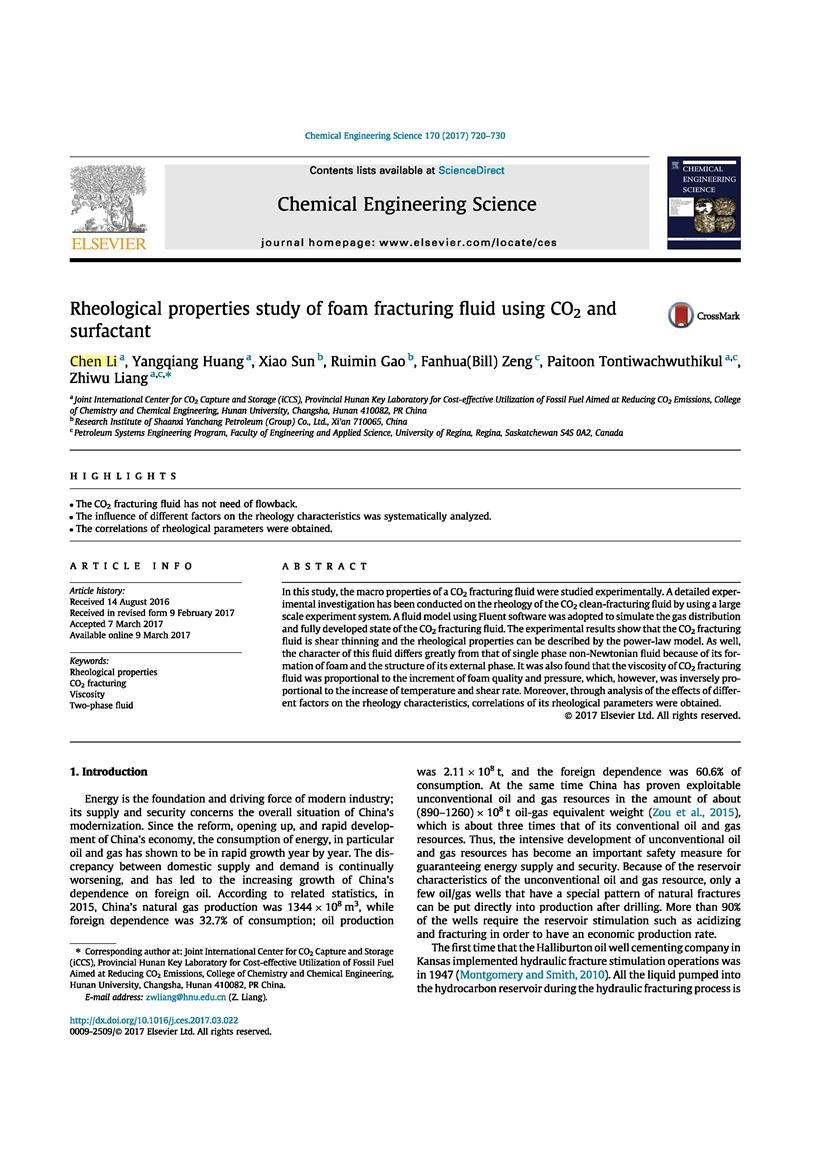 Chemical Engineering Science 170 (2017) 720–730
Contents lists available at ScienceDirect
Chemical Engineering Science
journal homepage: www.elsevier.com/locate/ces
ELSEVIER
CHEMICAL
ENGINEERING
SCIENCE
Rheological properties study of foam fracturing fluid using CO2 and
surfactant
CrossMark
Chen Li a, Yangqiang Huang a, Xiao Sun b, Ruimin Gao b, Fanhua(Bill) Zeng c, Paitoon Tontiwachwuthikul a,c,
Zhiwu Liang a,c,*
a Joint International Center for CO2 Capture and Storage (iCCS), Provincial Hunan Key Laboratory for Cost-effective Utilization of Fossil Fuel Aimed at Reducing CO2 Emissions, College
of Chemistry and Chemical Engineering, Hunan University, Changsha, Hunan 410082, PR China
b Research Institute of Shaanxi Yanchang Petroleum (Group) Co., Ltd., Xi'an 710065, China
c Petroleum Systems Engineering Program, Faculty of Engineering and Applied Science, University of Regina, Regina, Saskatchewan S4S 0A2, Canada
HIGHLIGHTS
• The CO2 fracturing fluid has not need of flowback.
• The influence of different factors on the rheology characteristics was systematically analyzed.
• The correlations of rheological parameters were obtained.
ARTICLE INFO
Article history:
Received 14 August 2016
Received in revised form 9 February 2017
Accepted 7 March 2017
Available online 9 March 2017
Keywords:
Rheological properties
CO2 fracturing
Viscosity
Two-phase fluid
ABSTRACT
In this study, the macro properties of a CO2 fracturing fluid were studied experimentally. A detailed exper-
imental investigation has been conducted on the rheology of the CO2 clean-fracturing fluid by using a large
scale experiment system. A fluid model using Fluent software was adopted to simulate the gas distribution
and fully developed state of the CO2 fracturing fluid. The experimental results show that the CO2 fracturing
fluid is shear thinning and the rheological properties can be described by the power-law model. As well,
the character of this fluid differs greatly from that of single phase non-Newtonian fluid because of its for-
mation of foam and the structure of its external phase. It was also found that the viscosity of CO2 fracturing
fluid was proportional to the increment of foam quality and pressure, which, however, was inversely pro-
portional to the increase of temperature and shear rate. Moreover, through analysis of the effects of differ-
ent factors on the rheology characteristics, correlations of its rheological parameters were obtained.
© 2017 Elsevier Ltd. All rights reserved.
1. Introduction
Energy is the foundation and driving force of modern industry;
its supply and security concerns the overall situation of China's
modernization. Since the reform, opening up, and rapid develop-
ment of China's economy, the consumption of energy, in particular
oil and gas has shown to be in rapid growth year by year. The dis-
crepancy between domestic supply and demand is continually
worsening, and has led to the increasing growth of China's
dependence on foreign oil. According to related statistics, in
2015, China's natural gas production was 1344 × 10⁸ m³, while
foreign dependence was 32.7% of consumption; oil production
was 2.11 × 10⁸ t, and the foreign dependence was 60.6% of
consumption. At the same time China has proven exploitable
unconventional oil and gas resources in the amount of about
(890–1260) × 10⁸ t oil-gas equivalent weight (Zou et al., 2015),
which is about three times that of its conventional oil and gas
resources. Thus, the intensive development of unconventional oil
and gas resources has become an important safety measure for
guaranteeing energy supply and security. Because of the reservoir
characteristics of the unconventional oil and gas resource, only a
few oil/gas wells that have a special pattern of natural fractures
can be put directly into production after drilling. More than 90%
of the wells require the reservoir stimulation such as acidizing
and fracturing in order to have an economic production rate.
The first time that the Halliburton oil well cementing company in
Kansas implemented hydraulic fracture stimulation operations was
in 1947 (Montgomery and Smith, 2010). All the liquid pumped into
the hydrocarbon reservoir during the hydraulic fracturing process is
* Corresponding author at: Joint International Center for CO2 Capture and Storage
(iCCS), Provincial Hunan Key Laboratory for Cost-effective Utilization of Fossil Fuel
Aimed at Reducing CO2 Emissions, College of Chemistry and Chemical Engineering,
Hunan University, Changsha, Hunan 410082, PR China.
E-mail address: zwliang@hnu.edu.cn (Z. Liang).
http://dx.doi.org/10.1016/j.ces.2017.03.022
0009-2509/© 2017 Elsevier Ltd. All rights reserved.